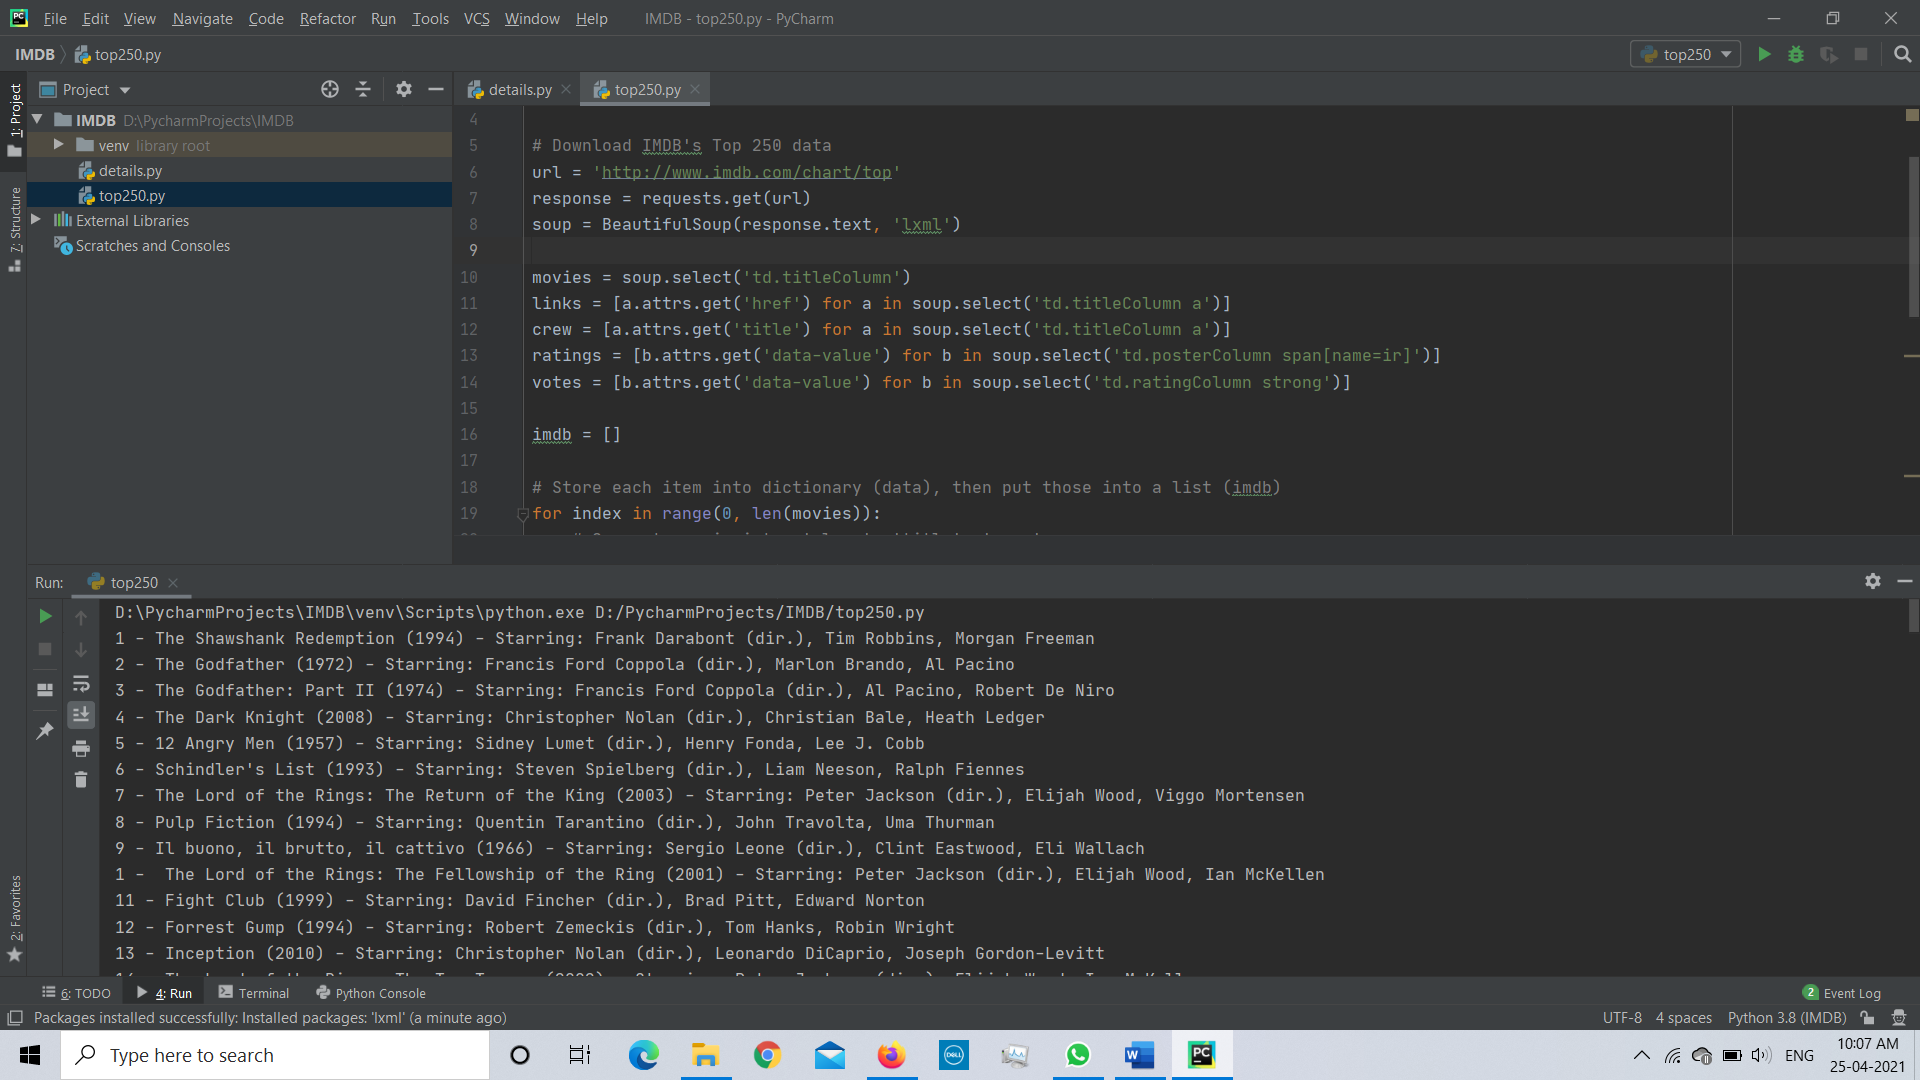 File Edit View Navigate Code Refactor Run Tools VCS Window Help IMDB - top250.py - PyCharm
IMDB top250.py
top250
Project
details.py
top250.py
1: Project
IMDB D:\PycharmProjects\IMDB
venv library root
details.py
top250.py
External Libraries
Scratches and Consoles
7: Structure
4
5 # Download IMDB's Top 250 data
6 url = 'http://www.imdb.com/chart/top'
7 response = requests.get(url)
8 soup = BeautifulSoup(response.text, 'lxml')
9
10 movies = soup.select('td.titleColumn')
11 links = [a.attrs.get('href') for a in soup.select('td.titleColumn a')]
12 crew = [a.attrs.get('title') for a in soup.select('td.titleColumn a')]
13 ratings = [b.attrs.get('data-value') for b in soup.select('td.posterColumn span[name=ir]')]
14 votes = [b.attrs.get('data-value') for b in soup.select('td.ratingColumn strong')]
15
16 imdb = []
17
18 # Store each item into dictionary (data), then put those into a list (imdb)
19 for index in range(0, len(movies)):
Run: top250
D:\PycharmProjects\IMDB\venv\Scripts\python.exe D:/PycharmProjects/IMDB/top250.py
1 - The Shawshank Redemption (1994) - Starring: Frank Darabont (dir.), Tim Robbins, Morgan Freeman
2 - The Godfather (1972) - Starring: Francis Ford Coppola (dir.), Marlon Brando, Al Pacino
3 - The Godfather: Part II (1974) - Starring: Francis Ford Coppola (dir.), Al Pacino, Robert De Niro
4 - The Dark Knight (2008) - Starring: Christopher Nolan (dir.), Christian Bale, Heath Ledger
5 - 12 Angry Men (1957) - Starring: Sidney Lumet (dir.), Henry Fonda, Lee J. Cobb
6 - Schindler's List (1993) - Starring: Steven Spielberg (dir.), Liam Neeson, Ralph Fiennes
7 - The Lord of the Rings: The Return of the King (2003) - Starring: Peter Jackson (dir.), Elijah Wood, Viggo Mortensen
8 - Pulp Fiction (1994) - Starring: Quentin Tarantino (dir.), John Travolta, Uma Thurman
9 - Il buono, il brutto, il cattivo (1966) - Starring: Sergio Leone (dir.), Clint Eastwood, Eli Wallach
1 -  The Lord of the Rings: The Fellowship of the Ring (2001) - Starring: Peter Jackson (dir.), Elijah Wood, Ian McKellen
11 - Fight Club (1999) - Starring: David Fincher (dir.), Brad Pitt, Edward Norton
12 - Forrest Gump (1994) - Starring: Robert Zemeckis (dir.), Tom Hanks, Robin Wright
13 - Inception (2010) - Starring: Christopher Nolan (dir.), Leonardo DiCaprio, Joseph Gordon-Levitt
2: Favorites
6: TODO 4: Run Terminal Python Console
2 Event Log
Packages installed successfully: Installed packages: 'lxml' (a minute ago)
UTF-8 4 spaces Python 3.8 (IMDB)
Type here to search
DELL
W
PC
ENG
10:07 AM
25-04-2021